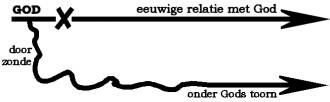 GOD
eeuwige relatie met God
door
zonde
onder Gods toorn